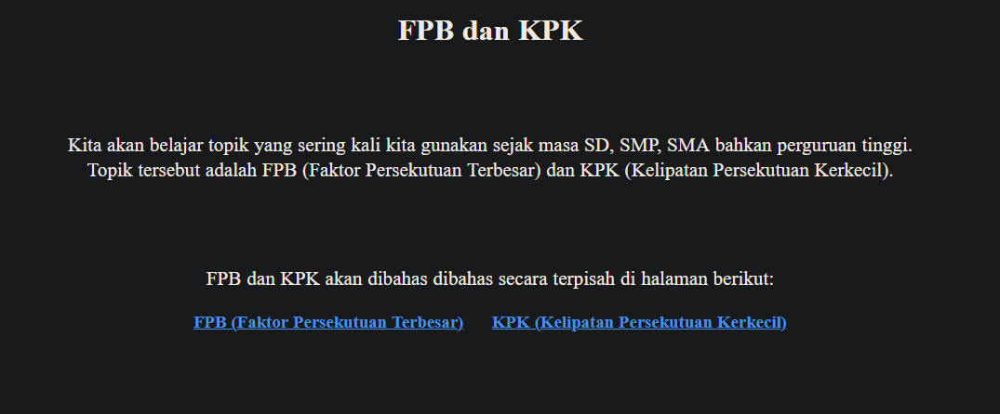 FPB dan KPK
Kita akan belajar topik yang sering kali kita gunakan sejak masa SD, SMP, SMA bahkan perguruan tinggi.
Topik tersebut adalah FPB (Faktor Persekutuan Terbesar) dan KPK (Kelipatan Persekutuan Kerkecil).
FPB dan KPK akan dibahas dibahas secara terpisah di halaman berikut:
FPB (Faktor Persekutuan Terbesar) KPK (Kelipatan Persekutuan Kerkecil)